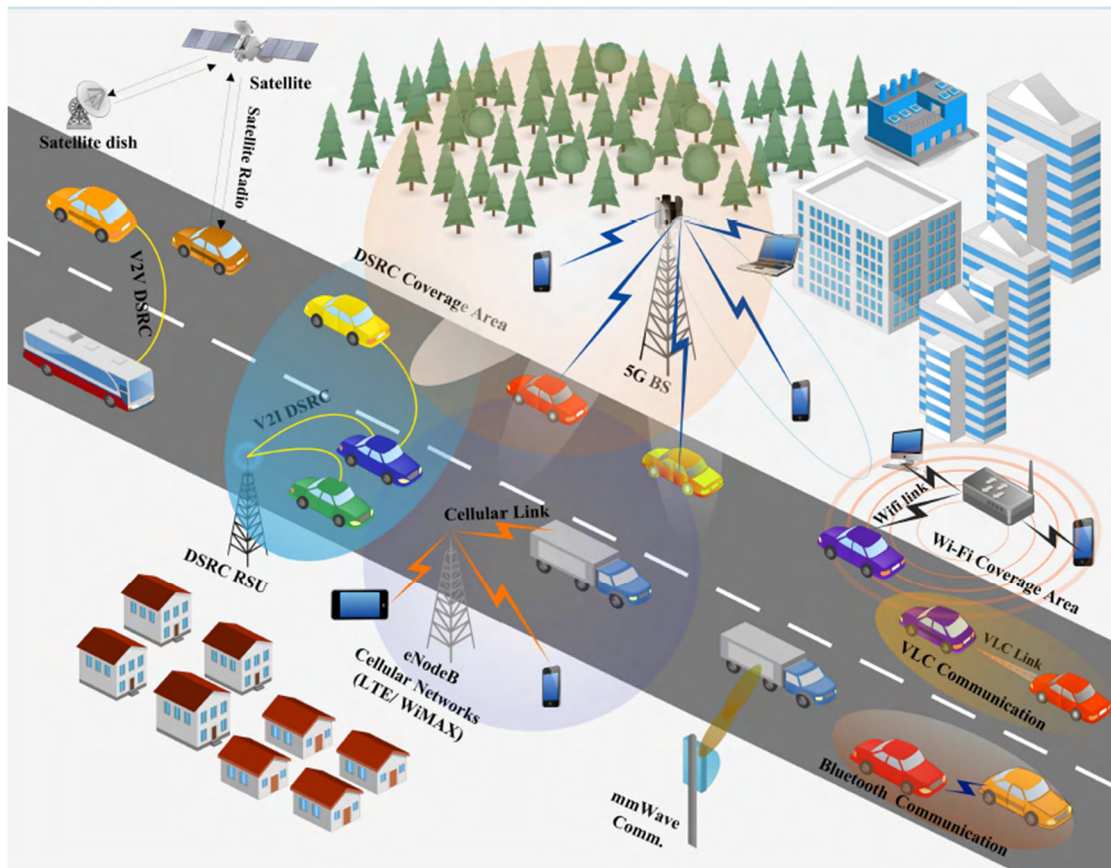 Satellite
Satellite dish
Satellite Radio
V2V DSRC
DSRC Coverage Area
5G BS
V2I DSRC
Cellular Link
DSRC RSU
Wifi link
Wi-Fi Coverage Area
eNodeB
Cellular Networks
(LTE/ WiMAX)
VLC Link
VLC Communication
Bluetooth Communication
mmWave
Comm.